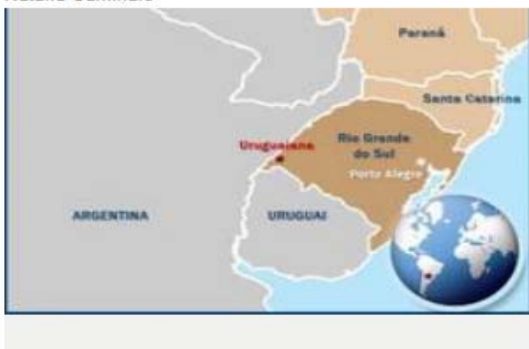 Paraná
Santa Catarina
Uruguaiana
Rio Grande
do Sul
Porto Alegre
ARGENTINA
URUGUAI